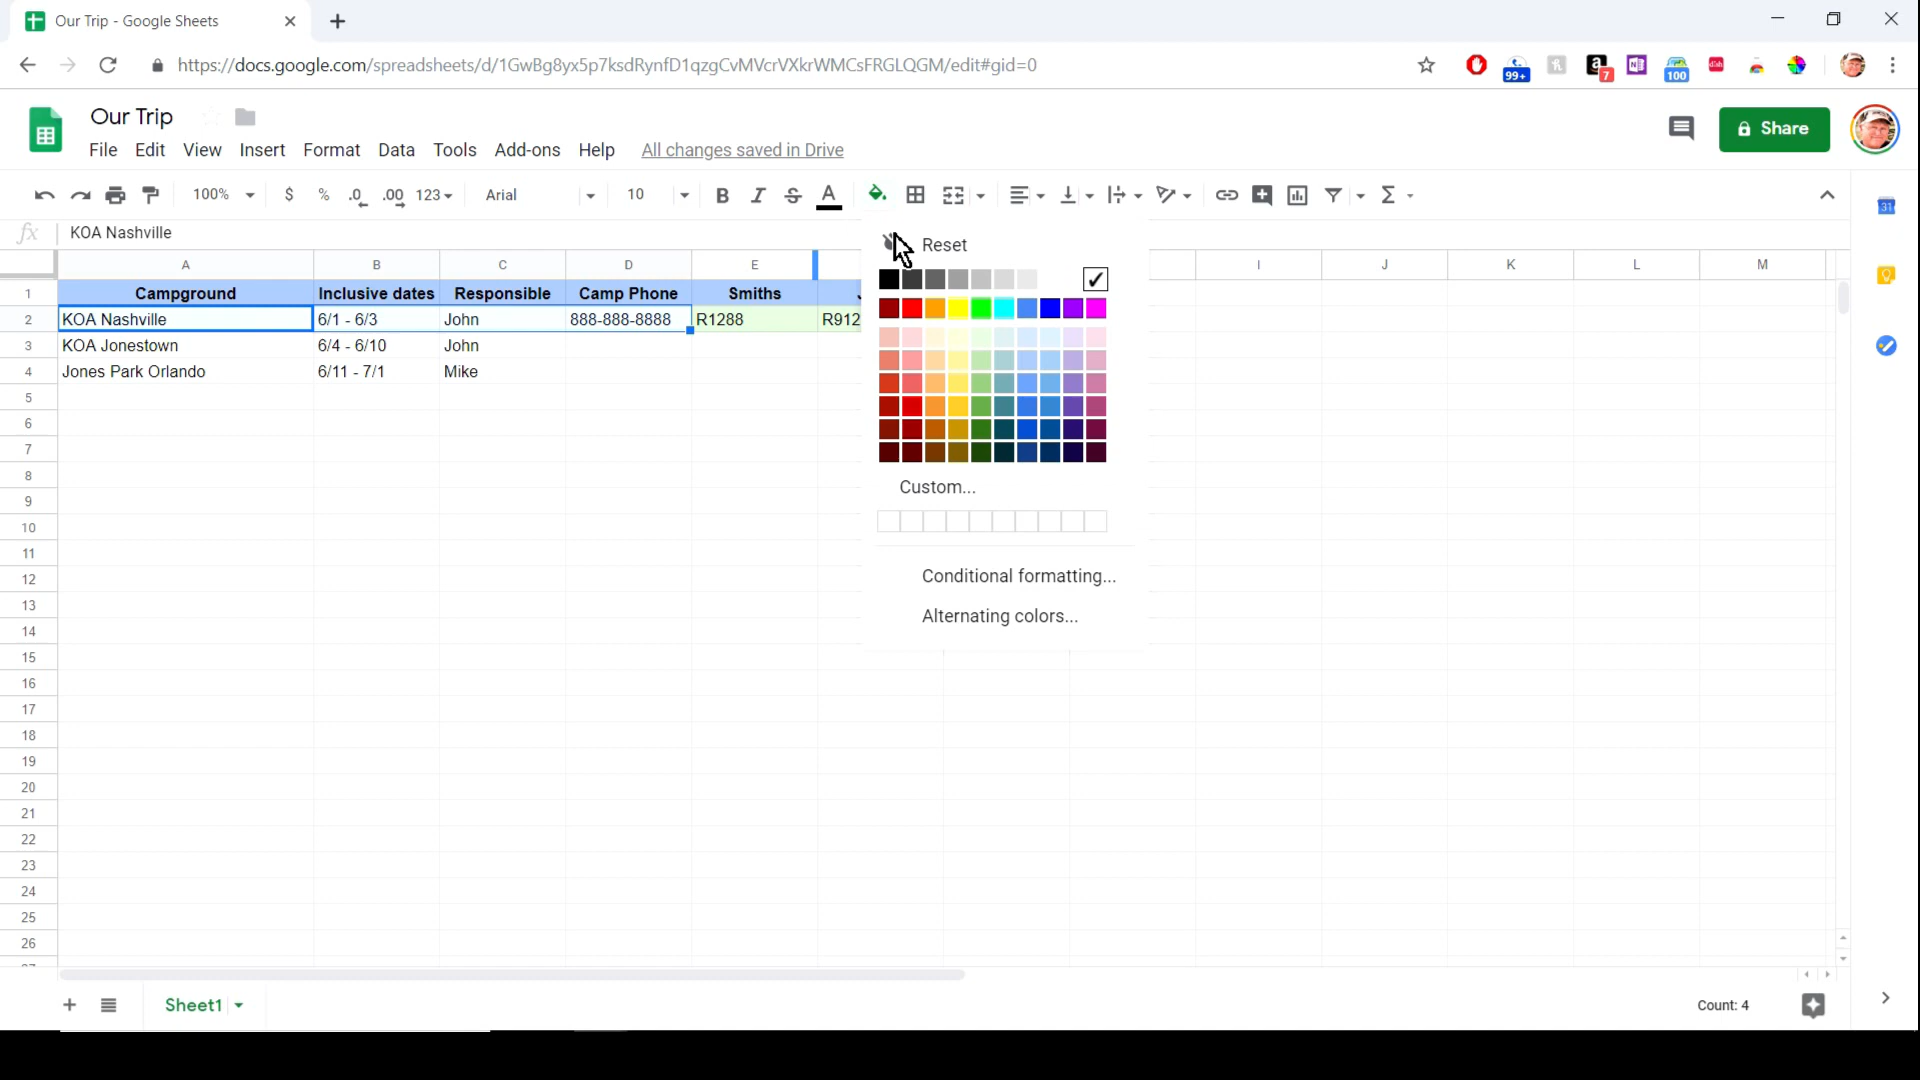 Our Trip - Google Sheets
https://docs.google.com/spreadsheets/d/1GwBg8yx5p7ksdRynfD1qzgCvMVcrVXkrWMCsFRGLQGM/edit#gid=0
99+
a 7
100
Our Trip
File Edit View Insert Format Data Tools Add-ons Help All changes saved in Drive
Share
100% $ % .0 .00 123 Arial 10 B I S A Σ
31
fx KOA Nashville
Reset
A B C D E I J L M K
1 Campground Inclusive dates Responsible Camp Phone Smiths
2 KOA Nashville 6/1 - 6/3 John 888-888-8888 R1288 R912
3 KOA Jonestown 6/4 - 6/10 John
4 Jones Park Orlando 6/11 - 7/1 Mike
5
6
7
8
Custom...
9
10
11
12
Conditional formatting...
13
Alternating colors...
14
15
16
17
18
19
20
21
22
23
24
25
26
Sheet1
Count: 4